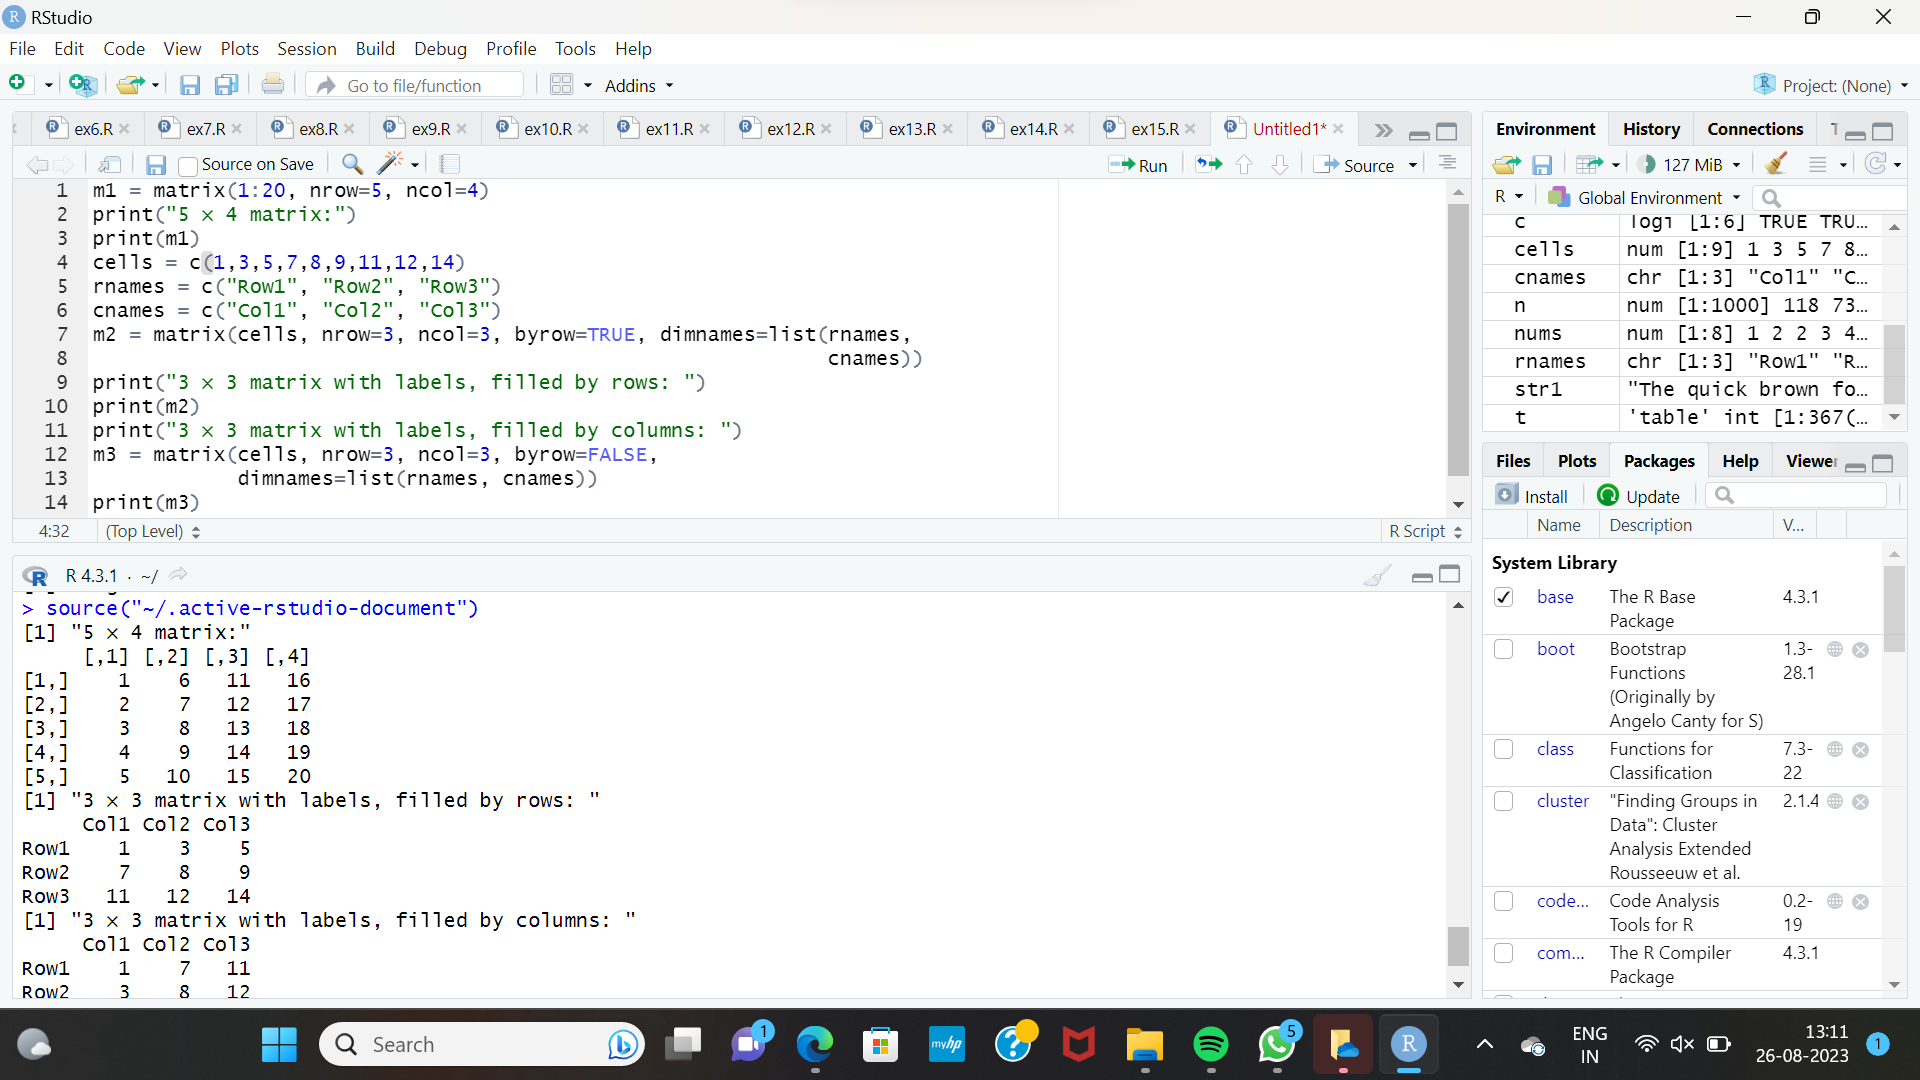 RStudio
File Edit Code View Plots Session Build Debug Profile Tools Help
Go to file/function Addins Project: (None)
ex6.R ex7.R ex8.R ex9.R ex10.R ex11.R ex12.R ex13.R ex14.R ex15.R Untitled1*
Source on Save Run Source
1 m1 = matrix(1:20, nrow=5, ncol=4)
2 print("5 × 4 matrix:")
3 print(m1)
4 cells = c(1,3,5,7,8,9,11,12,14)
5 rnames = c("Row1", "Row2", "Row3")
6 cnames = c("Col1", "Col2", "Col3")
7 m2 = matrix(cells, nrow=3, ncol=3, byrow=TRUE, dimnames=list(rnames,
8 cnames))
9 print("3 × 3 matrix with labels, filled by rows: ")
10 print(m2)
11 print("3 × 3 matrix with labels, filled by columns: ")
12 m3 = matrix(cells, nrow=3, ncol=3, byrow=FALSE,
13 dimnames=list(rnames, cnames))
14 print(m3)
4:32 (Top Level) R Script
R 4.3.1 · ~/
> source("~/.active-rstudio-document")
[1] "5 × 4 matrix:"
[,1] [,2] [,3] [,4]
[1,] 1 6 11 16
[2,] 2 7 12 17
[3,] 3 8 13 18
[4,] 4 9 14 19
[5,] 5 10 15 20
[1] "3 × 3 matrix with labels, filled by rows: "
Col1 Col2 Col3
Row1 1 3 5
Row2 7 8 9
Row3 11 12 14
[1] "3 × 3 matrix with labels, filled by columns: "
Col1 Col2 Col3
Row1 1 7 11
Row2 3 8 12
Environment History Connections
127 MiB
R Global Environment
c logi [1:6] TRUE TRU…
cells num [1:9] 1 3 5 7 8…
cnames chr [1:3] "Col1" "C…
n num [1:1000] 118 73…
nums num [1:8] 1 2 2 3 4…
rnames chr [1:3] "Row1" "R…
str1 "The quick brown fo…
t 'table' int [1:367(…
Files Plots Packages Help Viewer
Install Update
Name Description V...
System Library
base The R Base 4.3.1
Package
boot Bootstrap 1.3-
Functions 28.1
(Originally by
Angelo Canty for S)
class Functions for 7.3-
Classification 22
cluster "Finding Groups in 2.1.4
Data": Cluster
Analysis Extended
Rousseeuw et al.
code... Code Analysis 0.2-
Tools for R 19
com... The R Compiler 4.3.1
Package
Search 1 myhp 5 R
ENG
IN
13:11
26-08-2023
1